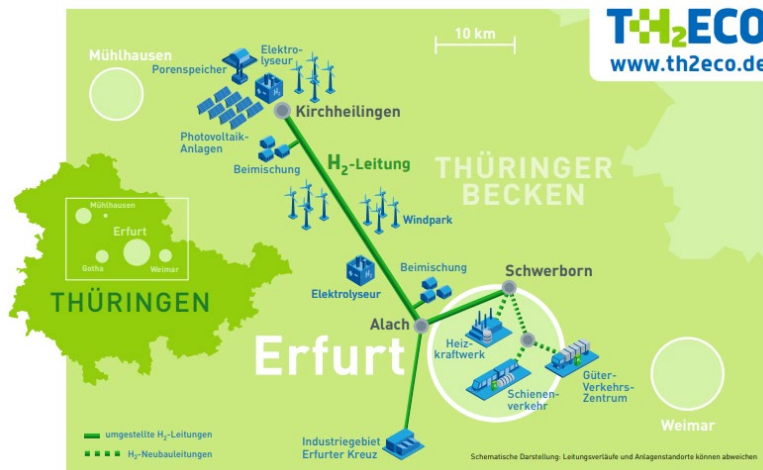 TH₂ECO
www.th2eco.de
10 km
Mühlhausen
Elektro-
lyseur
Porenspeicher
Kirchheilingen
Photovoltaik-
Anlagen
Beimischung
H₂-Leitung
THÜRINGER
BECKEN
Windpark
Mühlhausen
Erfurt
Gotha
Weimar
THÜRINGEN
Elektrolyseur
Beimischung
Schwerborn
Alach
Erfurt
Heiz-
kraftwerk
Schienen-
verkehr
Güter-
Verkehrs-
Zentrum
Weimar
Industriegebiet
Erfurter Kreuz
umgestellte H₂-Leitungen
H₂-Neubauleitungen
Schematische Darstellung: Leitungsverläufe und Anlagenstandorte können abweichen